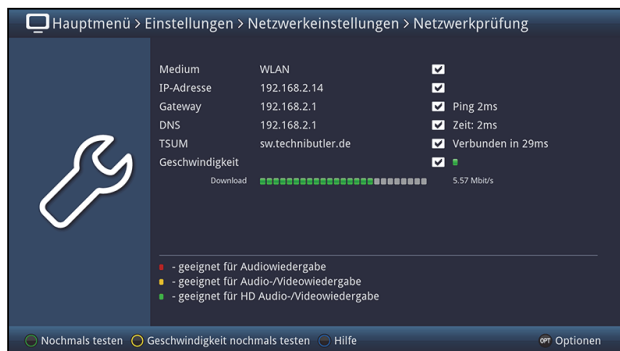 Hauptmenü > Einstellungen > Netzwerkeinstellungen > Netzwerkprüfung
Medium WLAN
IP-Adresse 192.168.2.14
Gateway 192.168.2.1 Ping 2ms
DNS 192.168.2.1 Zeit: 2ms
TSUM sw.technibutler.de Verbunden in 29ms
Geschwindigkeit
Download 5.57 Mbit/s
- geeignet für Audiowiedergabe
- geeignet für Audio-/Videowiedergabe
- geeignet für HD Audio-/Videowiedergabe
Nochmals testen Geschwindigkeit nochmals testen Hilfe OPT Optionen